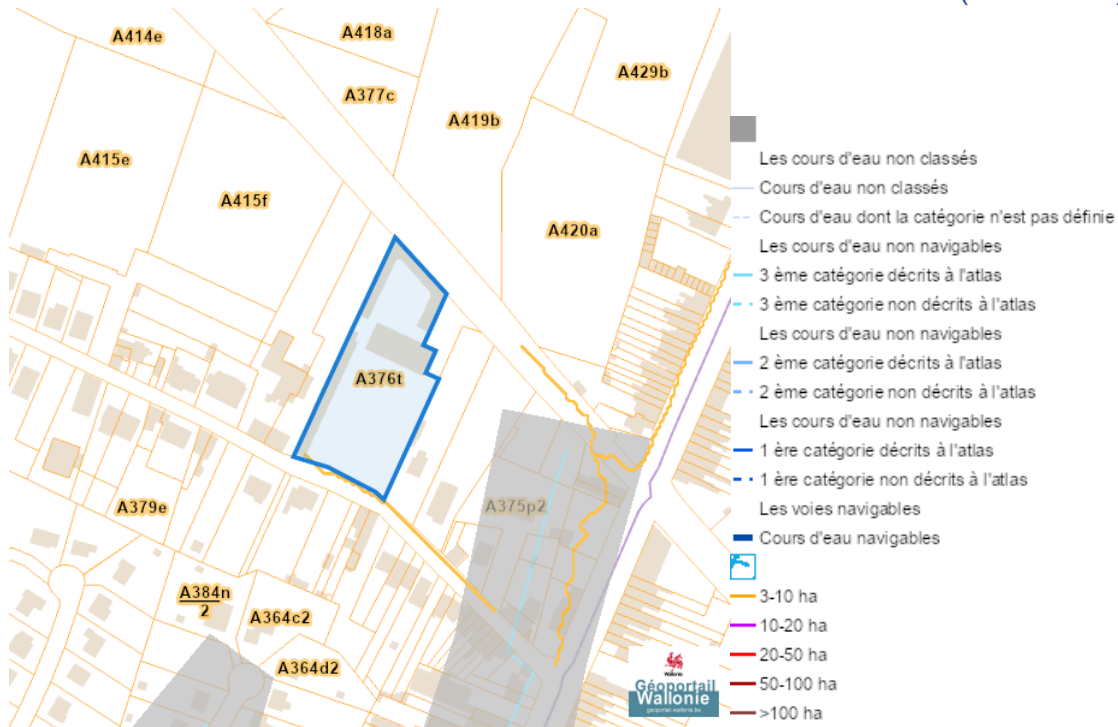 A414e
A418a
A429b
A377c
A419b
A415e
A415f
A420a
A376t
A379e
A375p2
A384n
2
A364c2
A364d2
Wallonie
Géoportail
Wallonie
geoportail.wallonie.be
Les cours d'eau non classés
Cours d'eau non classés
Cours d'eau dont la catégorie n'est pas définie
Les cours d'eau non navigables
3 ème catégorie décrits à l'atlas
3 ème catégorie non décrits à l'atlas
Les cours d'eau non navigables
2 ème catégorie décrits à l'atlas
2 ème catégorie non décrits à l'atlas
Les cours d'eau non navigables
1 ère catégorie décrits à l'atlas
1 ère catégorie non décrits à l'atlas
Les voies navigables
Cours d'eau navigables
3-10 ha
10-20 ha
20-50 ha
50-100 ha
>100 ha